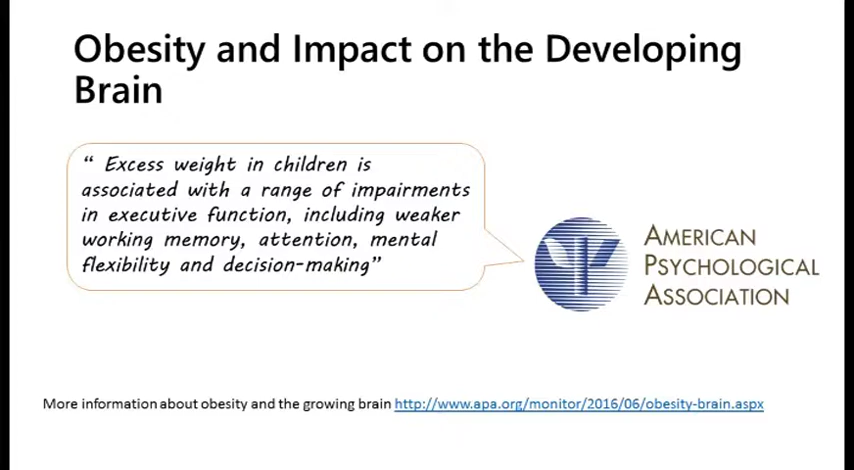 Obesity and Impact on the Developing
Brain
“ Excess weight in children is
associated with a range of impairments
in executive function, including weaker
working memory, attention, mental
flexibility and decision-making”
AMERICAN
PSYCHOLOGICAL
ASSOCIATION
More information about obesity and the growing brain http://www.apa.org/monitor/2016/06/obesity-brain.aspx